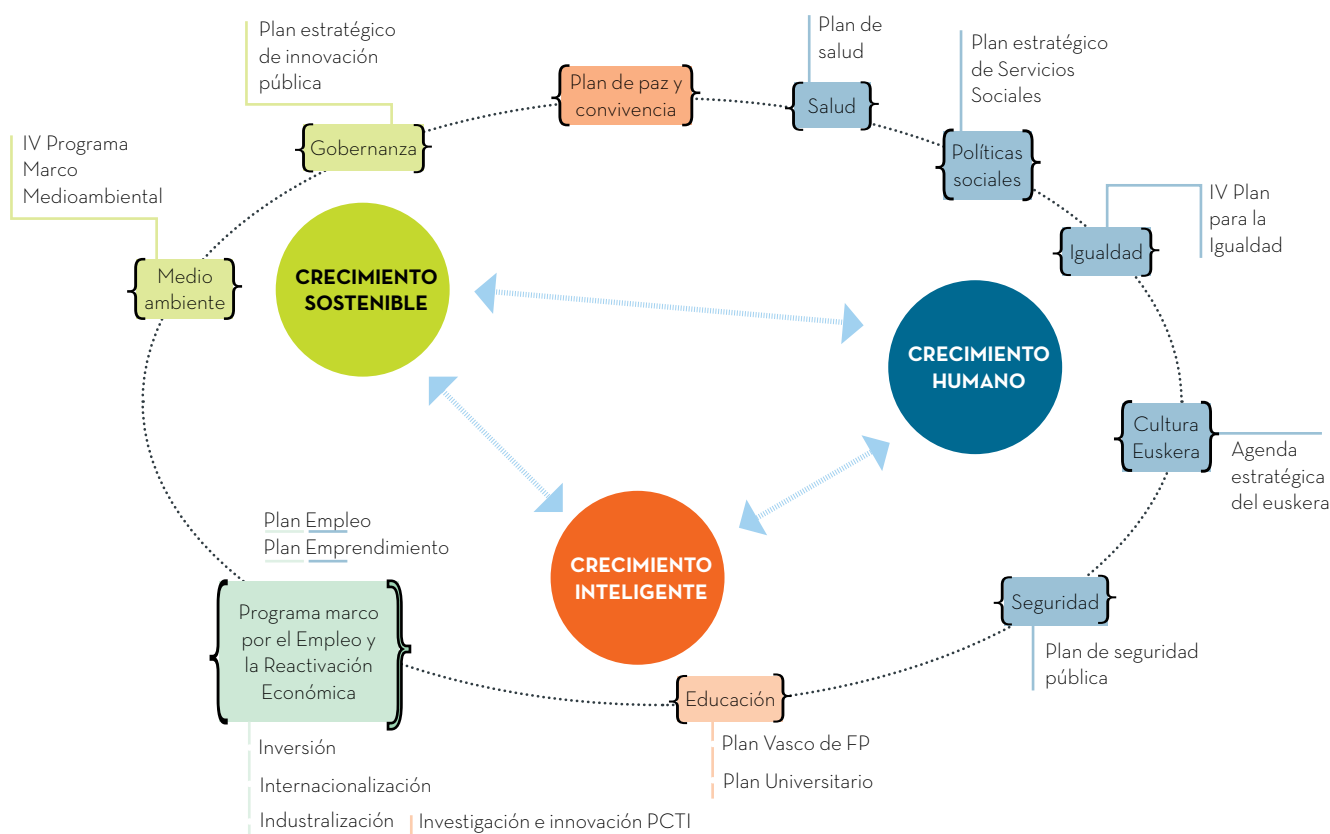 Plan estratégico
de innovación
pública
Plan de paz y
convivencia
Plan de
salud
Salud
Plan estratégico
de Servicios
Sociales
Políticas
sociales
IV Programa
Marco
Medioambiental
Gobernanza
Medio
ambiente
IV Plan
para la
Igualdad
Igualdad
CRECIMIENTO
SOSTENIBLE
CRECIMIENTO
HUMANO
CRECIMIENTO
INTELIGENTE
Cultura
Euskera
Agenda
estratégica
del euskera
Plan Empleo
Plan Emprendimiento
Programa marco
por el Empleo y
la Reactivación
Económica
Inversión
Internacionalización
Industralización
Investigación e innovación PCTI
Educación
Plan Vasco de FP
Plan Universitario
Seguridad
Plan de seguridad
pública